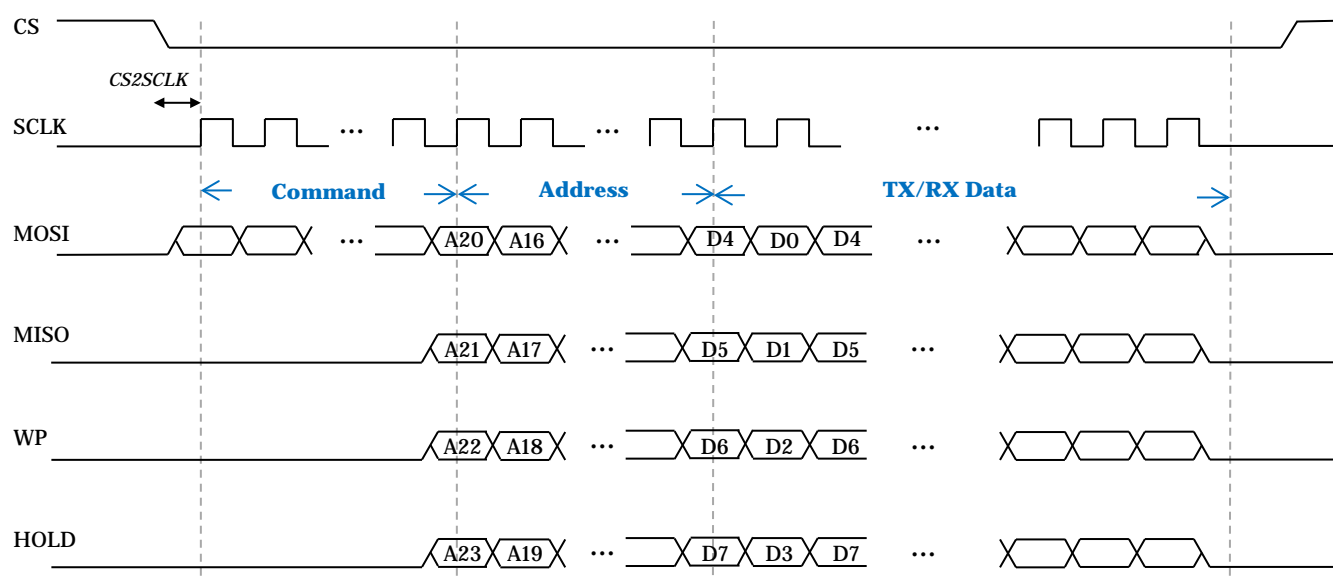 CS
CS2SCLK
SCLK ... ... ...
Command Address TX/RX Data
MOSI ... A20 A16 ... D4 D0 D4 ...
MISO A21 A17 ... D5 D1 D5 ...
WP A22 A18 ... D6 D2 D6 ...
HOLD A23 A19 ... D7 D3 D7 ...